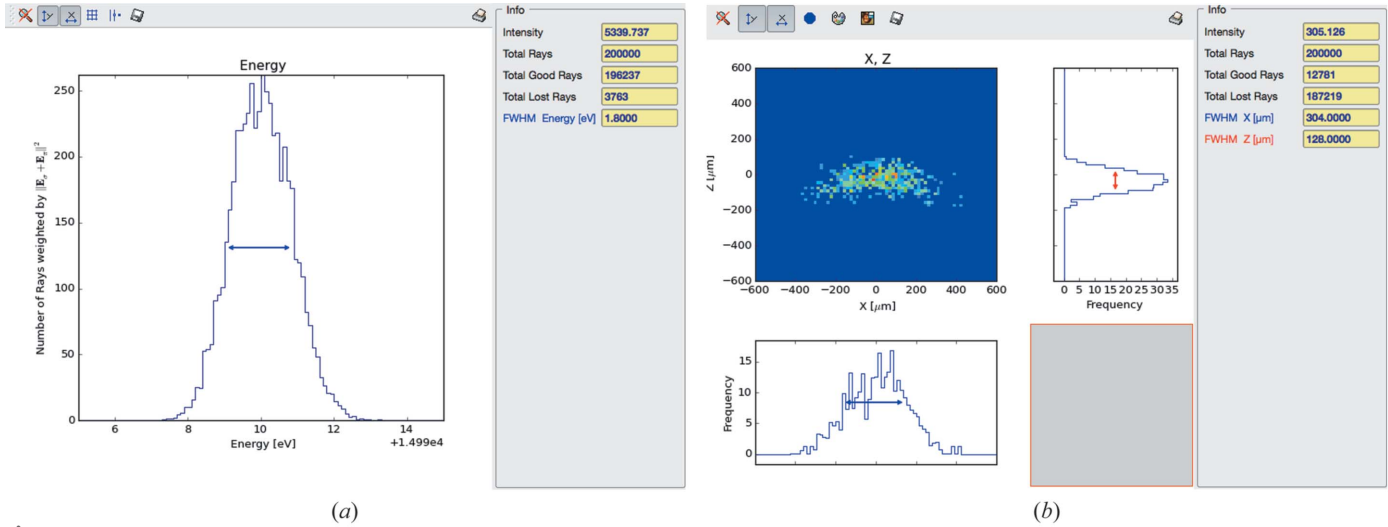 Info
Intensity 5339.737
Total Rays 200000
Total Good Rays 196237
Total Lost Rays 3763
FWHM Energy [eV] 1.8000
Energy
Number of Rays weighted by ‖E_σ+E_π‖²
250
200
150
100
50
0
6 8 10 12 14
Energy [eV]
+1.499e4
(a)
Info
Intensity 305.126
Total Rays 200000
Total Good Rays 12781
Total Lost Rays 187219
FWHM X [µm] 304.0000
FWHM Z [µm] 128.0000
X, Z
Z [µm]
600
400
200
0
−200
−400
−600
−600 −400 −200 0 200 400 600
X [µm]
0 5 10 15 20 25 30 35
Frequency
Frequency
15
10
5
0
(b)